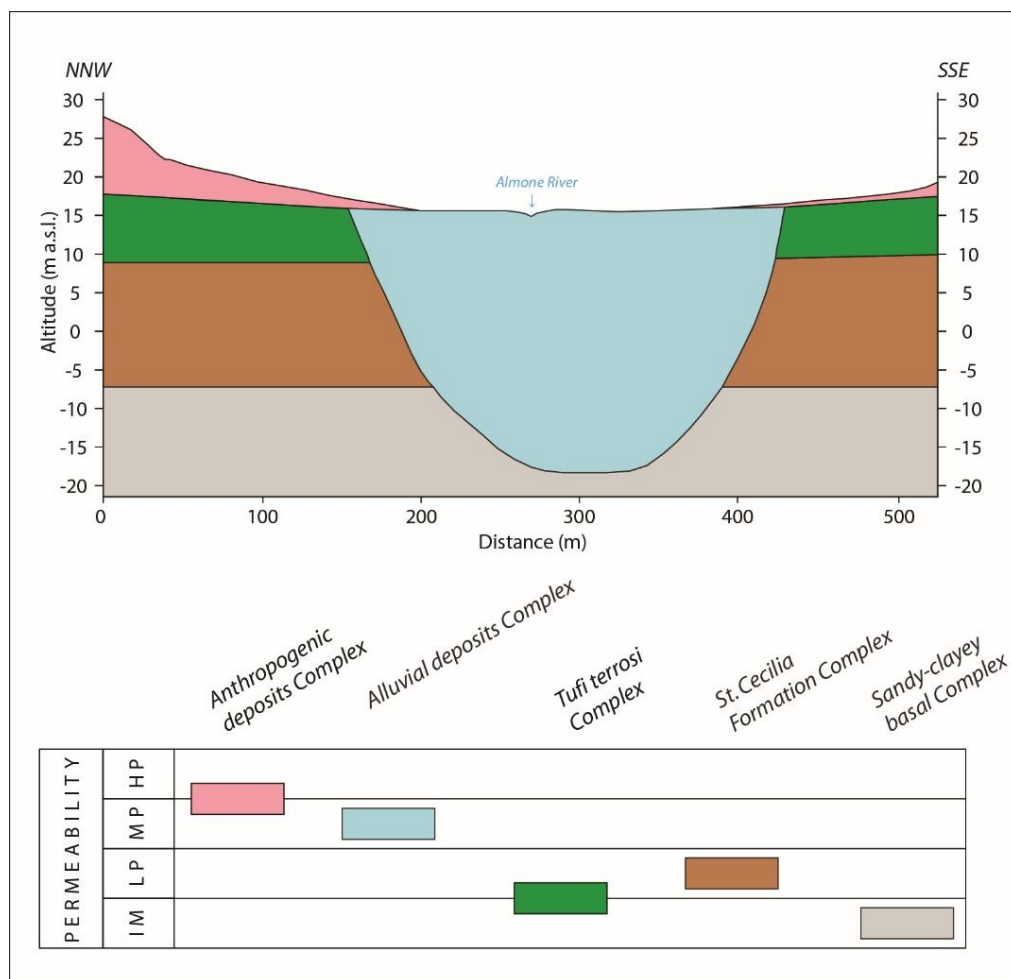 NNW
SSE
30
25
20
15
10
5
0
-5
-10
-15
-20
Altitude (m a.s.l.)
Almone River
30
25
20
15
10
5
0
-5
-10
-15
-20
0
100
200
300
400
500
Distance (m)
Anthropogenic
deposits Complex
Alluvial deposits Complex
Tufi terrosi
Complex
St. Cecilia
Formation Complex
Sandy-clayey
basal Complex
PERMEABILITY
HP
MP
LP
IM